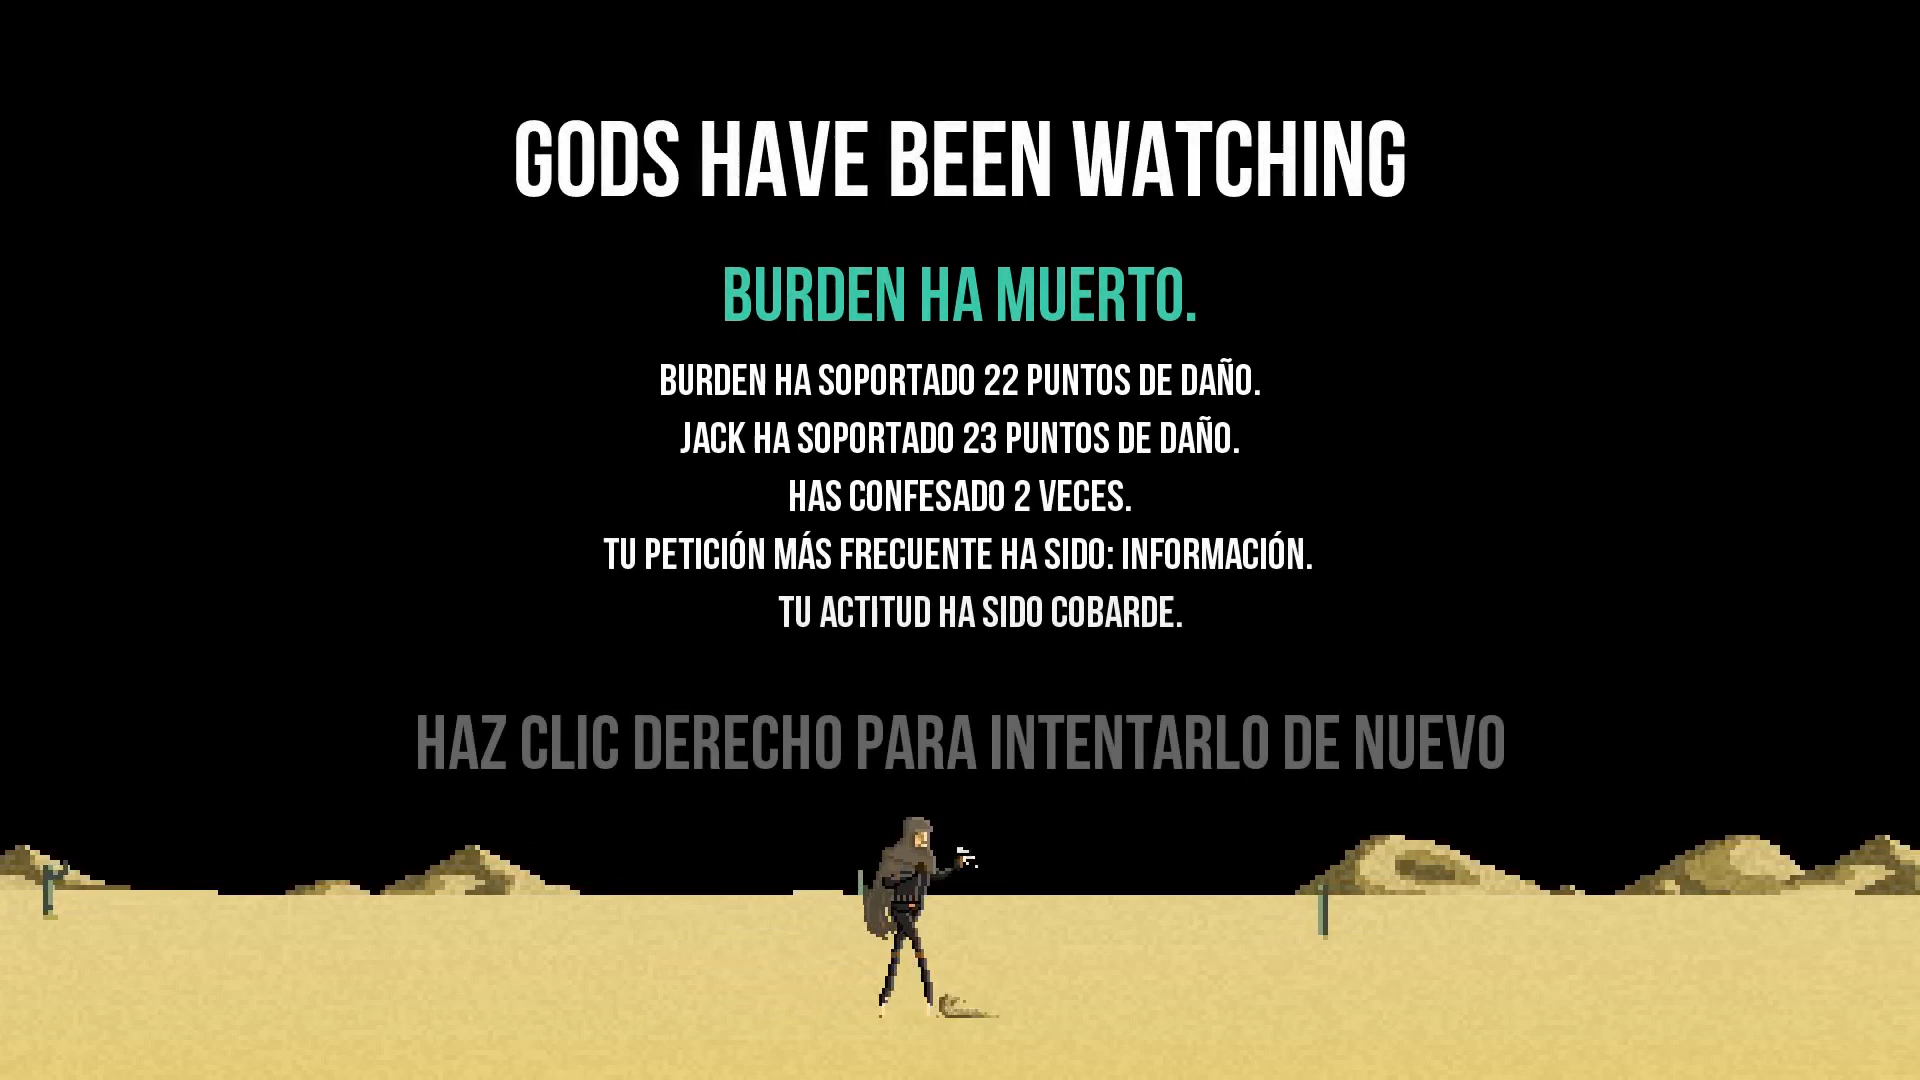 GODS HAVE BEEN WATCHING
BURDEN HA MUERTO.
BURDEN HA SOPORTADO 22 PUNTOS DE DAÑO.
JACK HA SOPORTADO 23 PUNTOS DE DAÑO.
HAS CONFESADO 2 VECES.
TU PETICIÓN MÁS FRECUENTE HA SIDO: INFORMACIÓN.
TU ACTITUD HA SIDO COBARDE.
HAZ CLIC DERECHO PARA INTENTARLO DE NUEVO